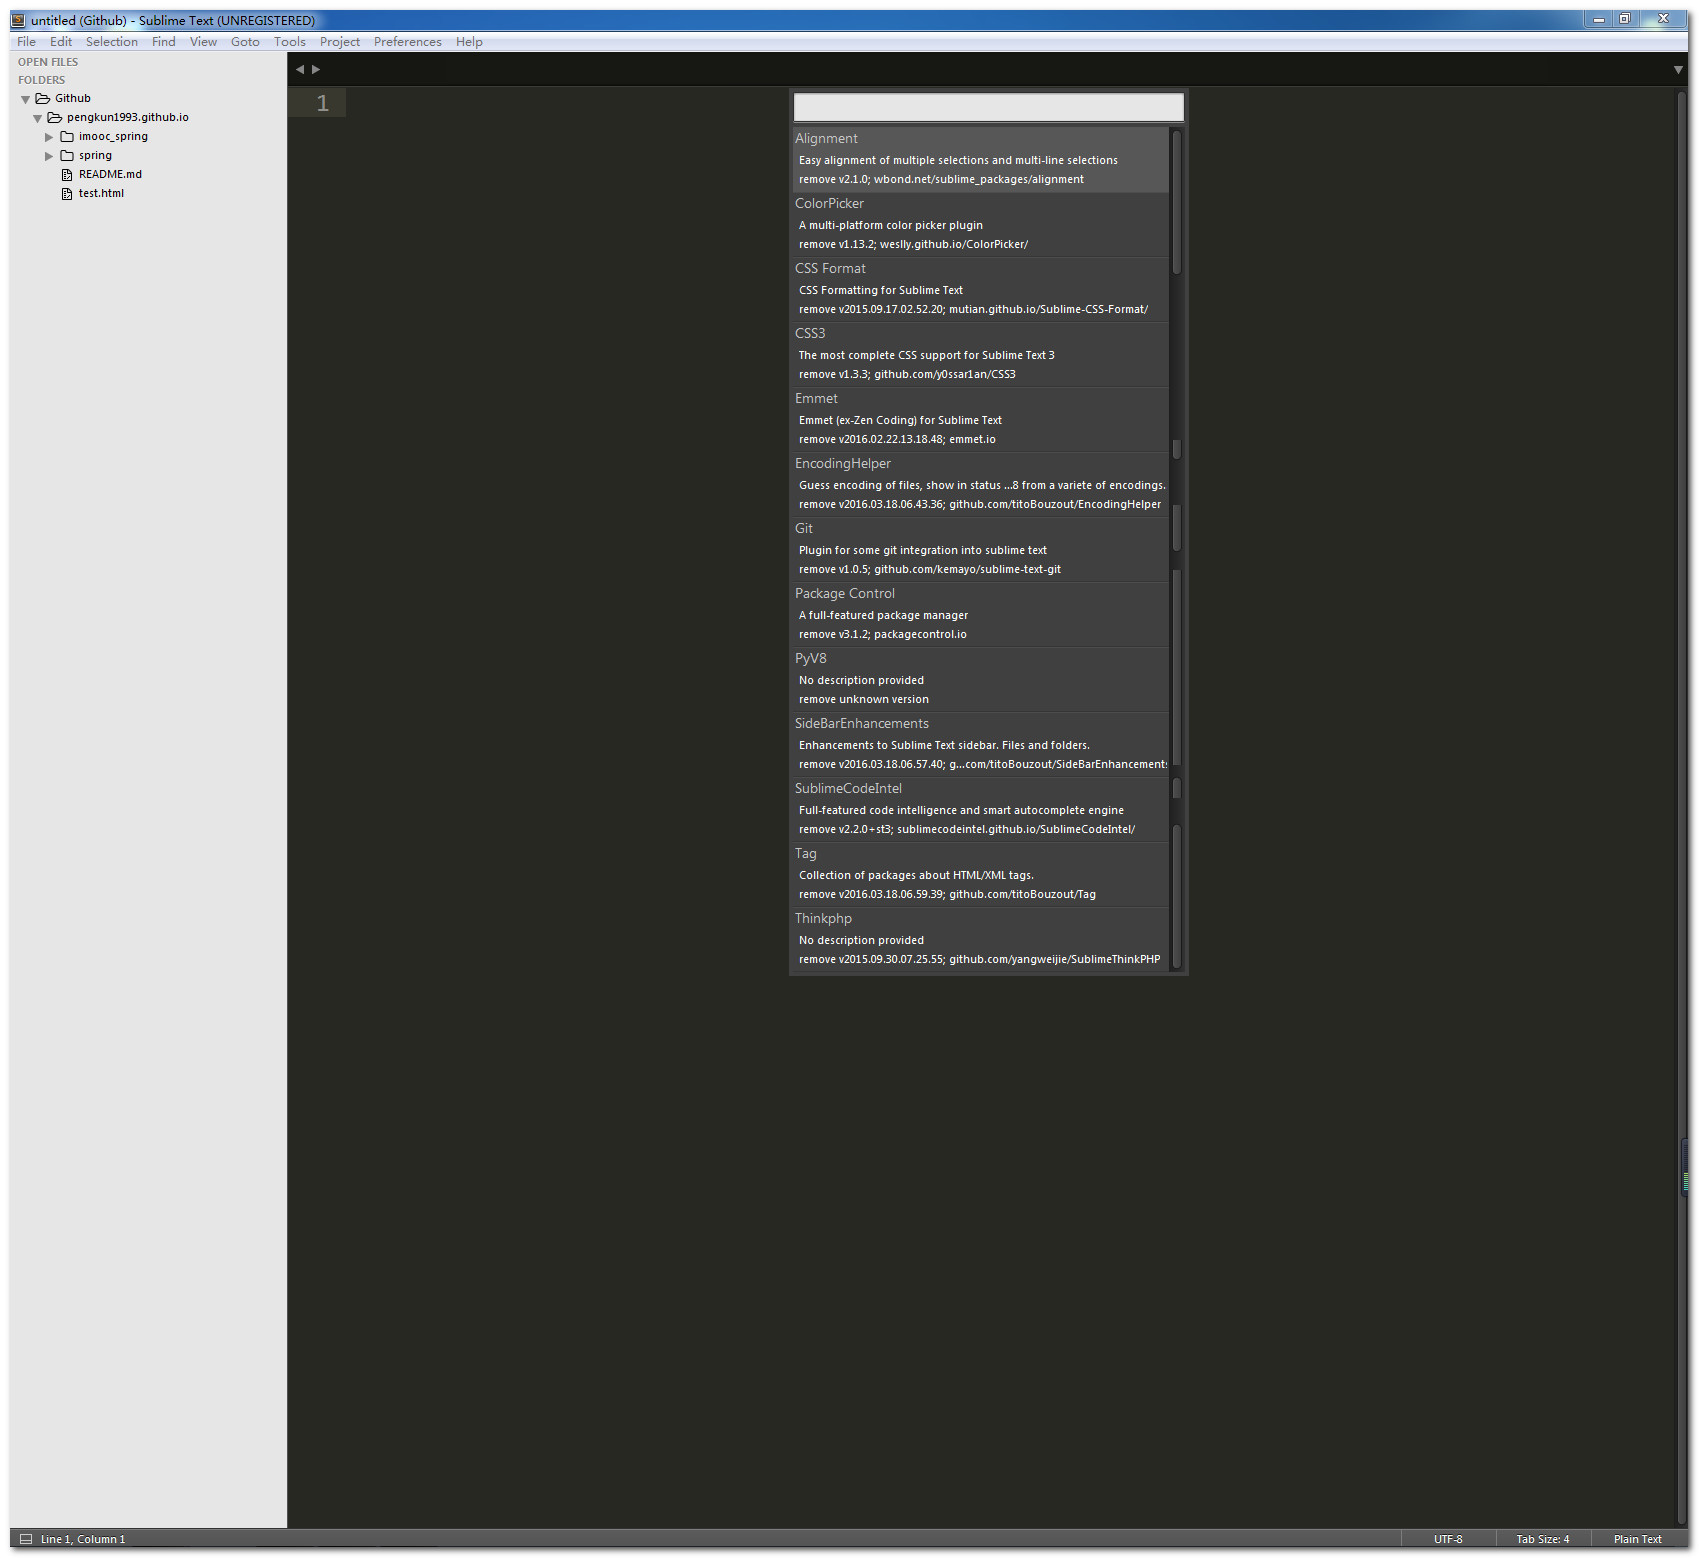 untitled (Github) - Sublime Text (UNREGISTERED)
File Edit Selection Find View Goto Tools Project Preferences Help
OPEN FILES
FOLDERS
Github
pengkun1993.github.io
imooc_spring
spring
README.md
test.html
1
Alignment
Easy alignment of multiple selections and multi-line selections
remove v2.1.0; wbond.net/sublime_packages/alignment
ColorPicker
A multi-platform color picker plugin
remove v1.13.2; weslly.github.io/ColorPicker/
CSS Format
CSS Formatting for Sublime Text
remove v2015.09.17.02.52.20; mutian.github.io/Sublime-CSS-Format/
CSS3
The most complete CSS support for Sublime Text 3
remove v1.3.3; github.com/y0ssar1an/CSS3
Emmet
Emmet (ex-Zen Coding) for Sublime Text
remove v2016.02.22.13.18.48; emmet.io
EncodingHelper
Guess encoding of files, show in status ...8 from a variete of encodings.
remove v2016.03.18.06.43.36; github.com/titoBouzout/EncodingHelper
Git
Plugin for some git integration into sublime text
remove v1.0.5; github.com/kemayo/sublime-text-git
Package Control
A full-featured package manager
remove v3.1.2; packagecontrol.io
PyV8
No description provided
remove unknown version
SideBarEnhancements
Enhancements to Sublime Text sidebar. Files and folders.
remove v2016.03.18.06.57.40; g...com/titoBouzout/SideBarEnhancements
SublimeCodeIntel
Full-featured code intelligence and smart autocomplete engine
remove v2.2.0+st3; sublimecodeintel.github.io/SublimeCodeIntel/
Tag
Collection of packages about HTML/XML tags.
remove v2016.03.18.06.59.39; github.com/titoBouzout/Tag
Thinkphp
No description provided
remove v2015.09.30.07.25.55; github.com/yangweijie/SublimeThinkPHP
Line 1, Column 1 UTF-8 Tab Size: 4 Plain Text